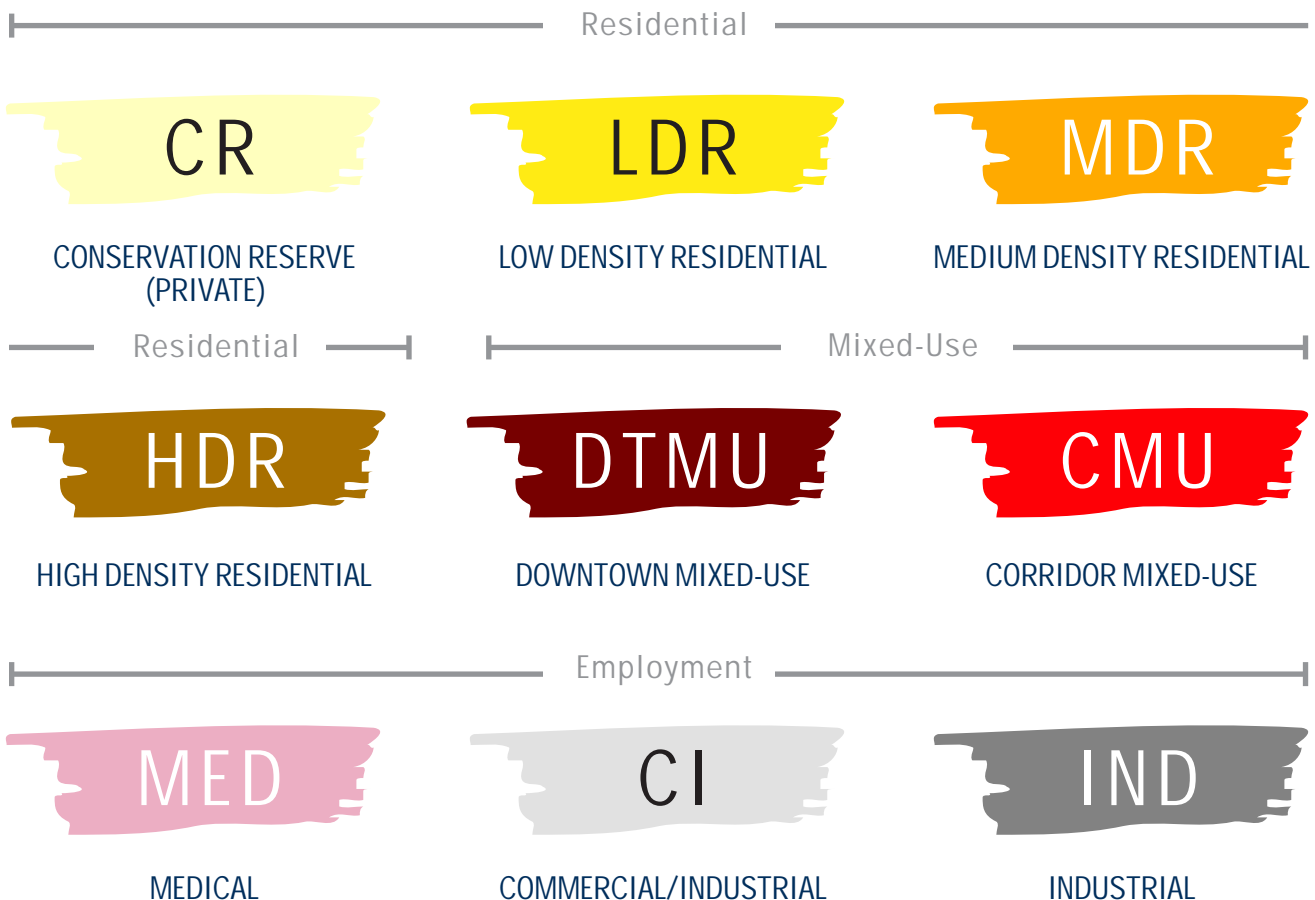 Residential
CR
LDR
MDR
CONSERVATION RESERVE
(PRIVATE)
LOW DENSITY RESIDENTIAL
MEDIUM DENSITY RESIDENTIAL
Residential
Mixed-Use
HDR
DTMU
CMU
HIGH DENSITY RESIDENTIAL
DOWNTOWN MIXED-USE
CORRIDOR MIXED-USE
Employment
MED
CI
IND
MEDICAL
COMMERCIAL/INDUSTRIAL
INDUSTRIAL